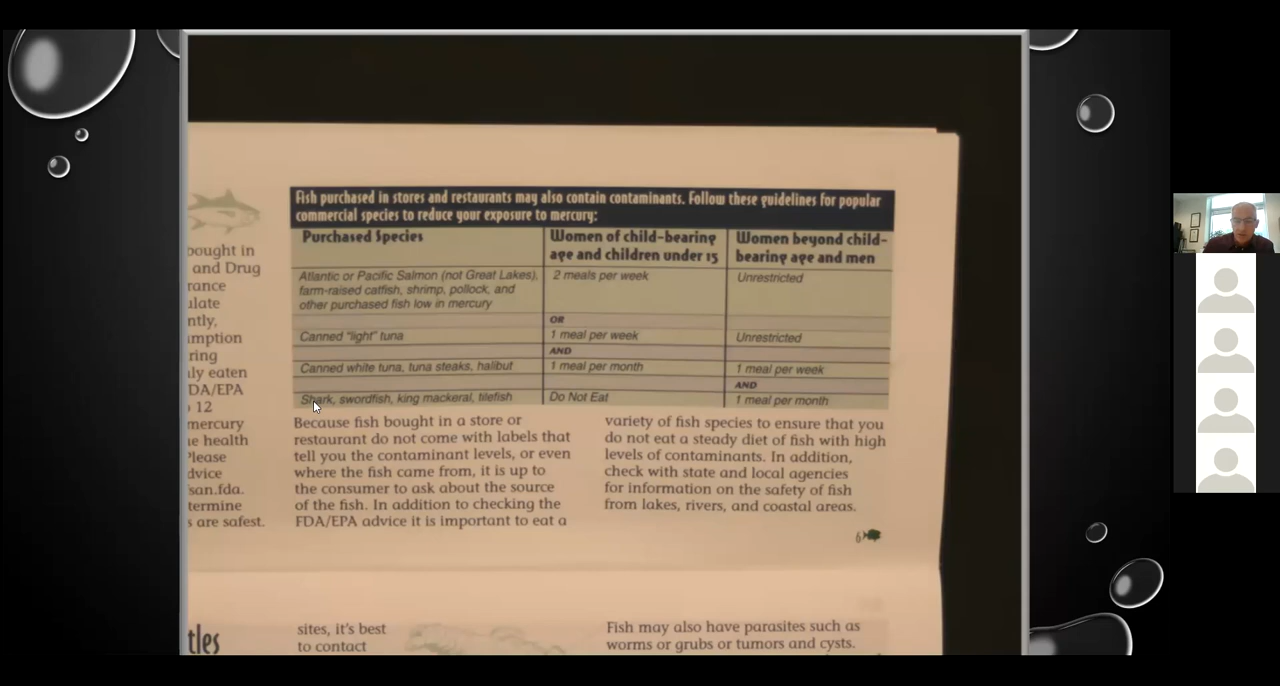 Fish purchased in stores and restaurants may also contain contaminants. Follow these guidelines for popular
commercial species to reduce your exposure to mercury:
Purchased Species
Women of child-bearing
age and children under 15
Women beyond child-
bearing age and men
Atlantic or Pacific Salmon (not Great Lakes),
farm-raised catfish, shrimp, pollock, and
other purchased fish low in mercury
2 meals per week
Unrestricted
OR
Canned "light" tuna
1 meal per week
Unrestricted
AND
Canned white tuna, tuna steaks, halibut
1 meal per month
1 meal per week
AND
Shark, swordfish, king mackeral, tilefish
Do Not Eat
1 meal per month
bought in
and Drug
rance
ulate
ntly,
mption
ring
ly eaten
DA/EPA
12
mercury
e health
Please
dvice
san.fda.
termine
s are safest.
Because fish bought in a store or
restaurant do not come with labels that
tell you the contaminant levels, or even
where the fish came from, it is up to
the consumer to ask about the source
of the fish. In addition to checking the
FDA/EPA advice it is important to eat a
variety of fish species to ensure that you
do not eat a steady diet of fish with high
levels of contaminants. In addition,
check with state and local agencies
for information on the safety of fish
from lakes, rivers, and coastal areas.
6
tles
sites, it's best
to contact
Fish may also have parasites such as
worms or grubs or tumors and cysts.